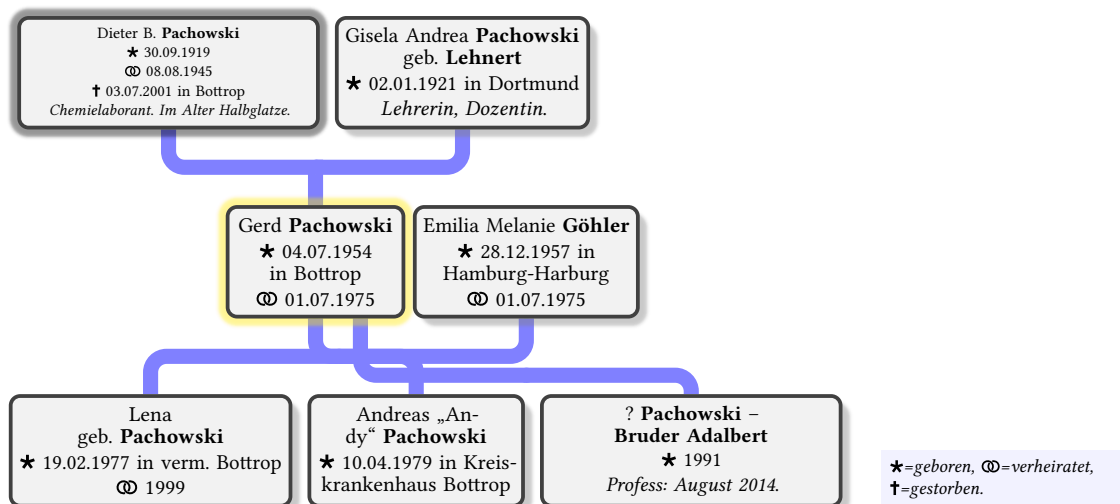 Dieter B. Pachowski
★ 30.09.1919
⚭ 08.08.1945
✝ 03.07.2001 in Bottrop
Chemielaborant. Im Alter Halbglatze.
Gisela Andrea Pachowski
geb. Lehnert
★ 02.01.1921 in Dortmund
Lehrerin, Dozentin.
Gerd Pachowski
★ 04.07.1954
in Bottrop
⚭ 01.07.1975
Emilia Melanie Göhler
★ 28.12.1957 in
Hamburg-Harburg
⚭ 01.07.1975
Lena
geb. Pachowski
★ 19.02.1977 in verm. Bottrop
⚭ 1999
Andreas „An-
dy“ Pachowski
★ 10.04.1979 in Kreis-
krankenhaus Bottrop
? Pachowski –
Bruder Adalbert
★ 1991
Profess: August 2014.
★=geboren, ⚭=verheiratet,
✝=gestorben.